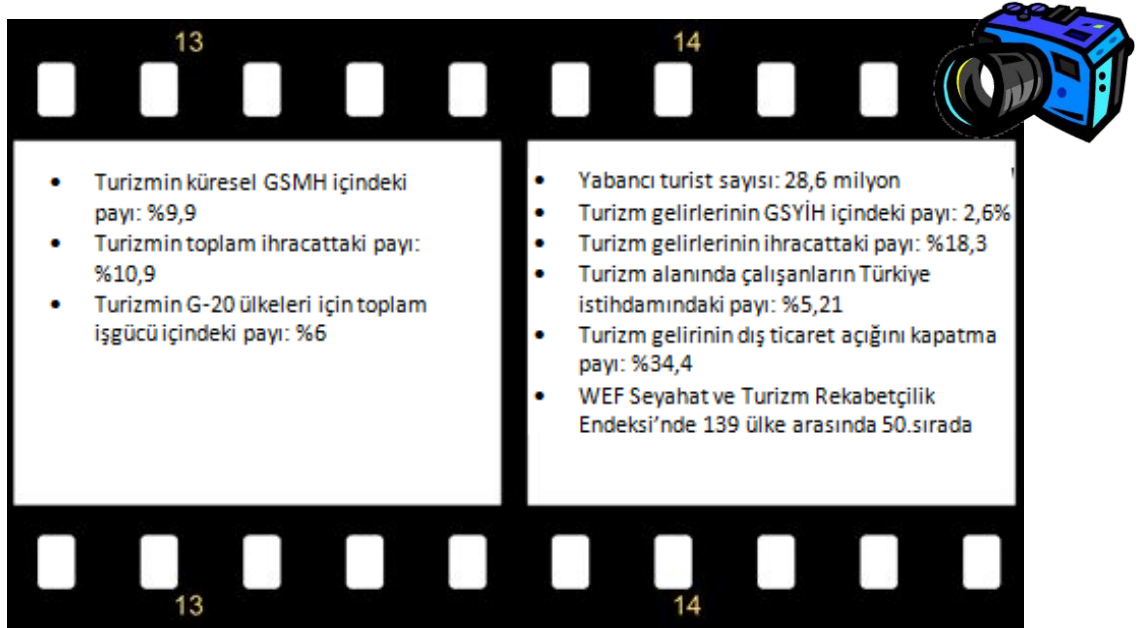 13
14
• Turizmin küresel GSMH içindeki
payı: %9,9
• Turizmin toplam ihracattaki payı:
%10,9
• Turizmin G-20 ülkeleri için toplam
işgücü içindeki payı: %6
• Yabancı turist sayısı: 28,6 milyon
• Turizm gelirlerinin GSYİH içindeki payı: 2,6%
• Turizm gelirlerinin ihracattaki payı: %18,3
• Turizm alanında çalışanların Türkiye
istihdamındaki payı: %5,21
• Turizm gelirinin dış ticaret açığını kapatma
payı: %34,4
• WEF Seyahat ve Turizm Rekabetçilik
Endeksi’nde 139 ülke arasında 50.sırada
13
14